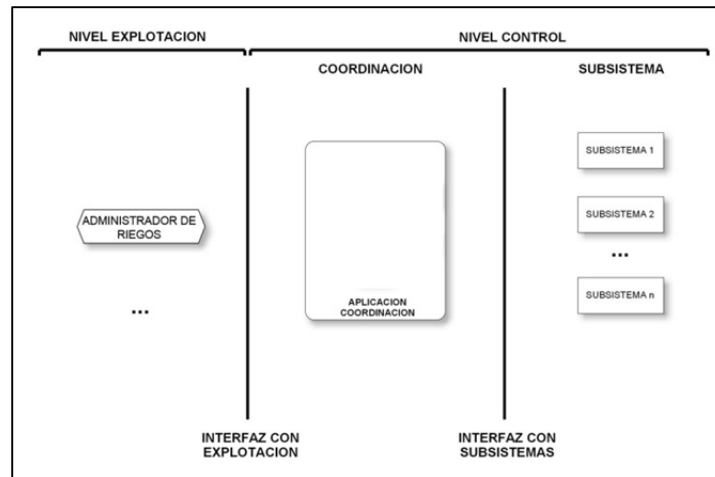 NIVEL EXPLOTACION
NIVEL CONTROL
COORDINACION
SUBSISTEMA
SUBSISTEMA 1
ADMINISTRADOR DE
RIEGOS
SUBSISTEMA 2
...
SUBSISTEMA n
...
APLICACION
COORDINACION
INTERFAZ CON
EXPLOTACION
INTERFAZ CON
SUBSISTEMAS